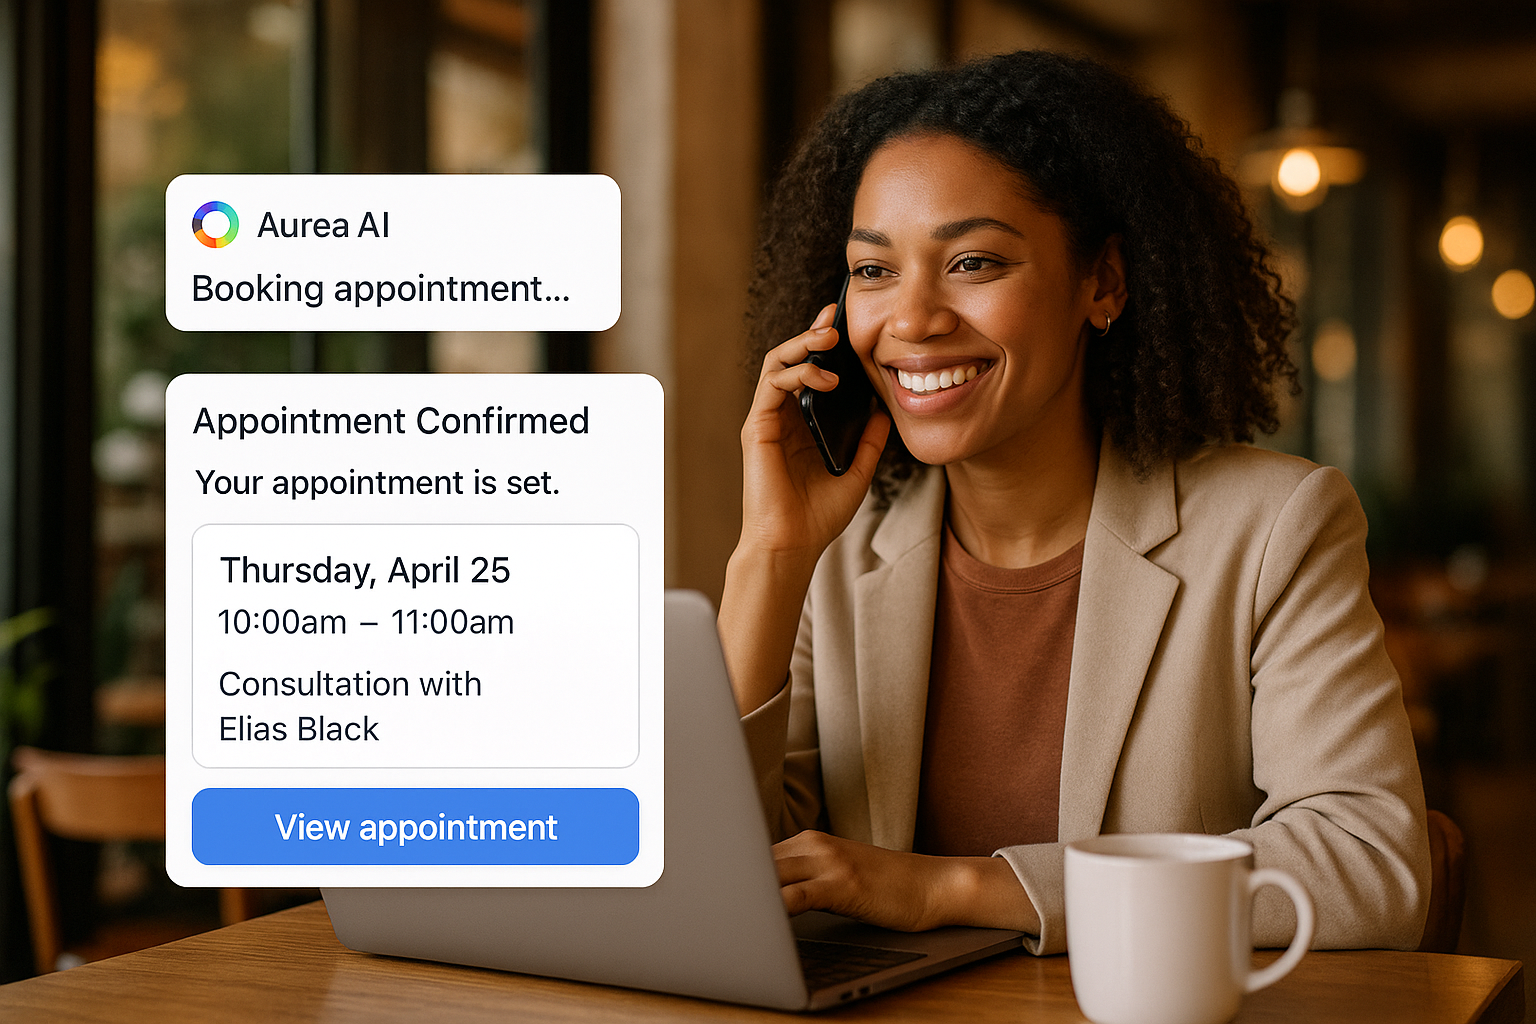 Aurea AI
Booking appointment...
Appointment Confirmed
Your appointment is set.
Thursday, April 25
10:00am – 11:00am
Consultation with
Elias Black
View appointment